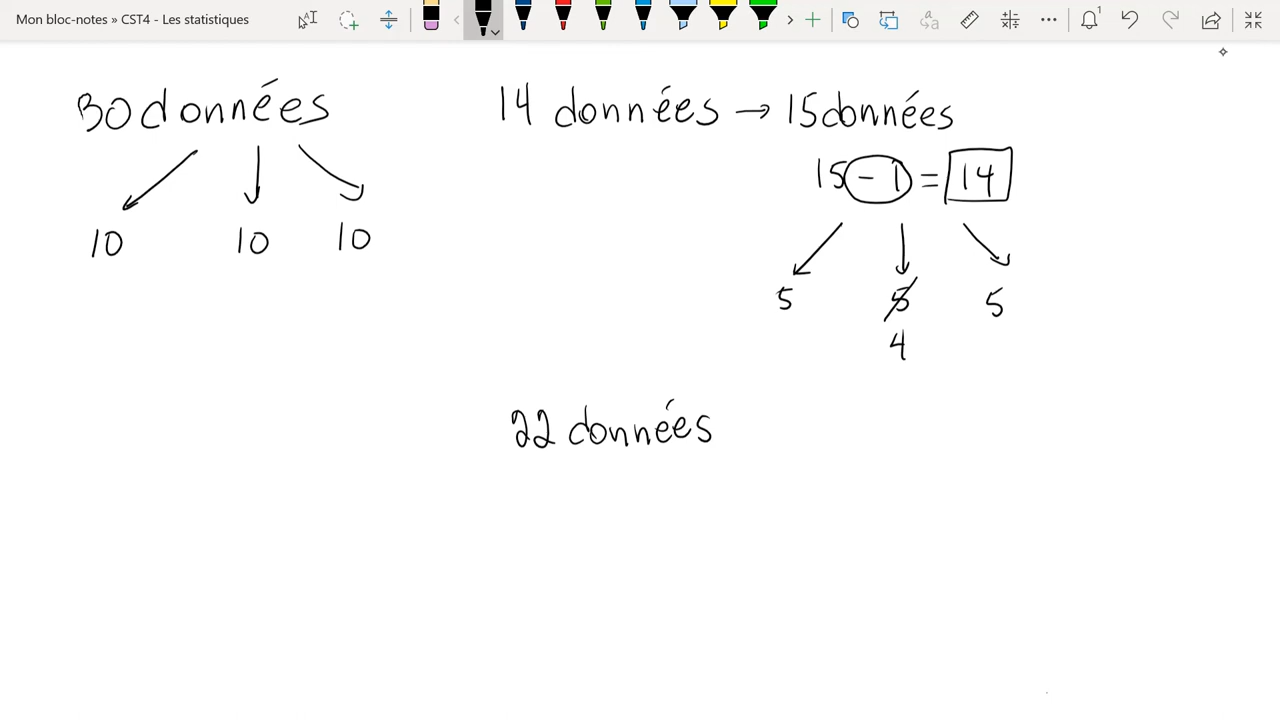 Mon bloc-notes » CST4 - Les statistiques
30 données
10 10 10
14 données → 15 données
15 - 1 = 14
5 5 5
4
22 données